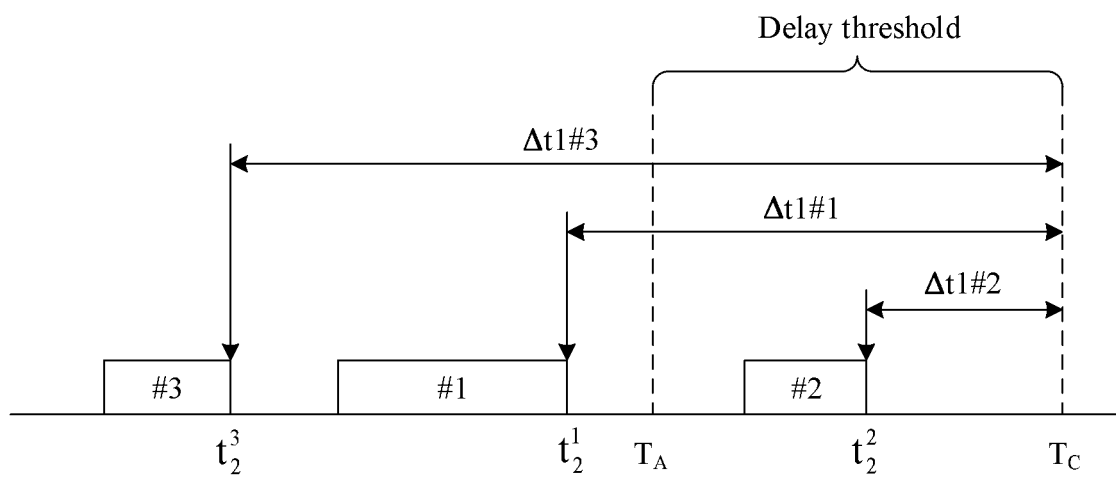 Delay threshold
Δt1#3
Δt1#1
Δt1#2
#3 #1 #2
t₂³ t₂¹ T_A t₂² T_C